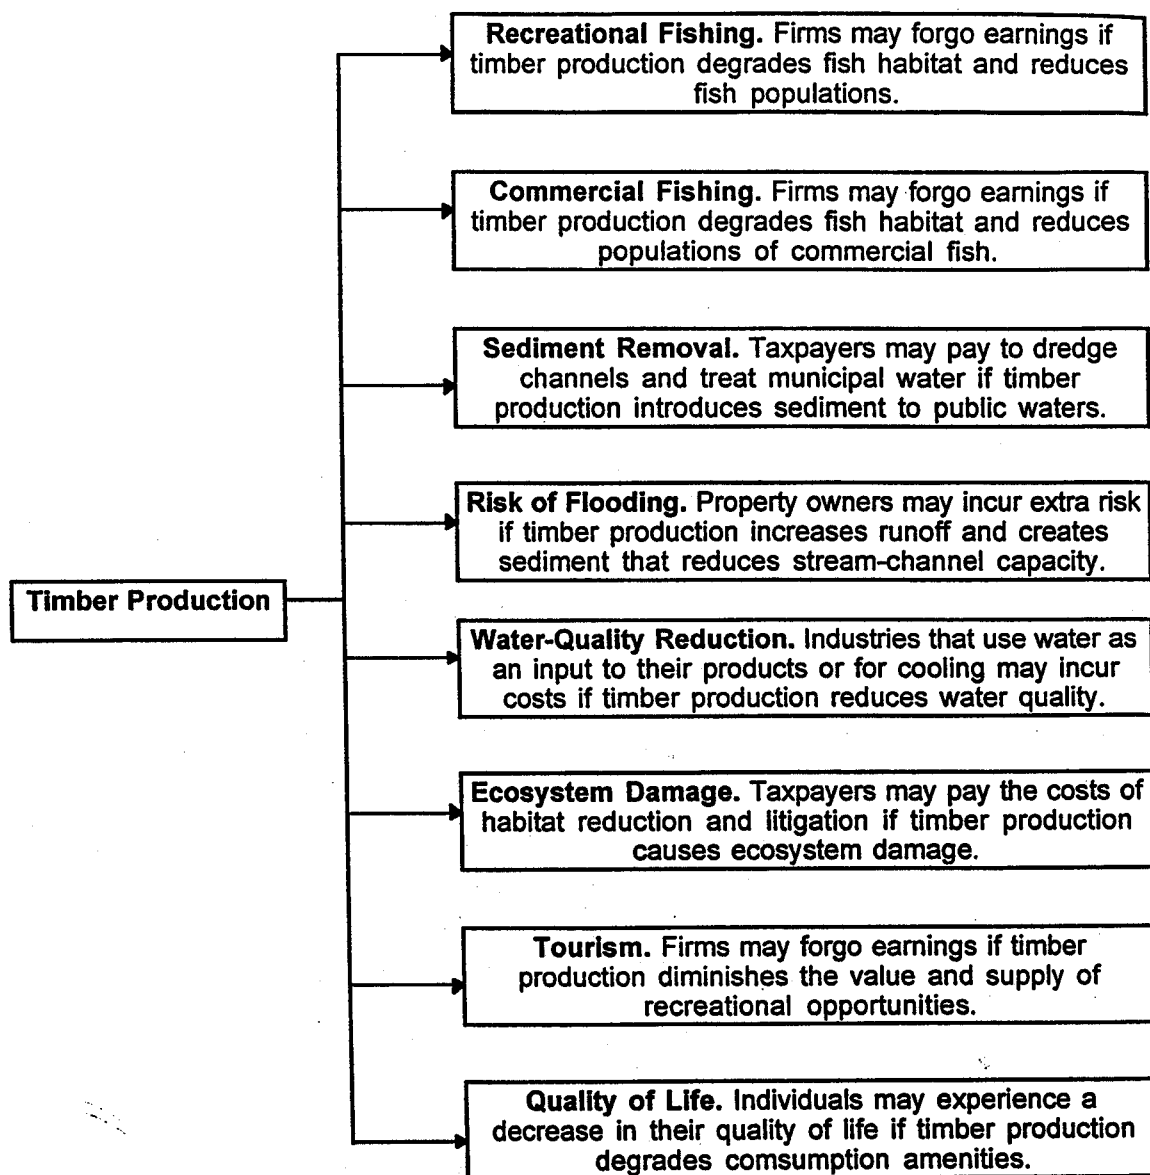 Recreational Fishing. Firms may forgo earnings if
timber production degrades fish habitat and reduces
fish populations.
Commercial Fishing. Firms may forgo earnings if
timber production degrades fish habitat and reduces
populations of commercial fish.
Sediment Removal. Taxpayers may pay to dredge
channels and treat municipal water if timber
production introduces sediment to public waters.
Risk of Flooding. Property owners may incur extra risk
if timber production increases runoff and creates
sediment that reduces stream-channel capacity.
Timber Production
Water-Quality Reduction. Industries that use water as
an input to their products or for cooling may incur
costs if timber production reduces water quality.
Ecosystem Damage. Taxpayers may pay the costs of
habitat reduction and litigation if timber production
causes ecosystem damage.
Tourism. Firms may forgo earnings if timber
production diminishes the value and supply of
recreational opportunities.
Quality of Life. Individuals may experience a
decrease in their quality of life if timber production
degrades comsumption amenities.